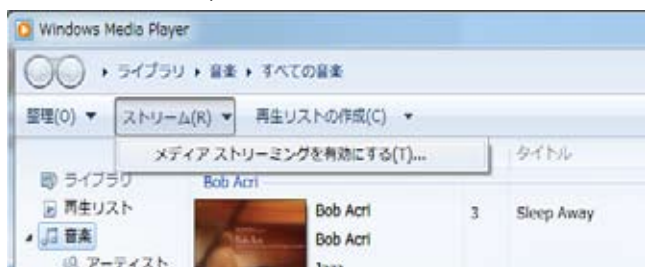 Windows Media Player
ライブラリ ▸ 音楽 ▸ すべての音楽
整理(O) ▼ ストリーム(R) ▼ 再生リストの作成(C) ▼
メディア ストリーミングを有効にする(T)...
タイトル
ライブラリ
Bob Acri
再生リスト
Bob Acri
3
Sleep Away
音楽
Bob Acri
アーティスト
Jazz